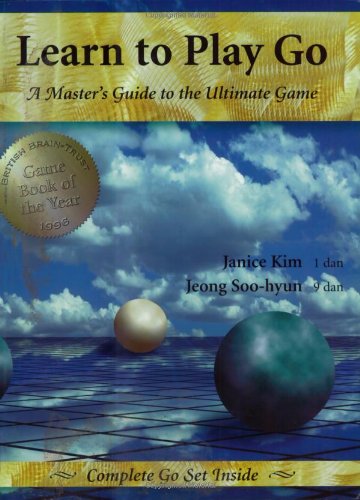 Learn to Play Go
A Master's Guide to the Ultimate Game
BRITISH BRAIN-TRUST
Game
Book of
the Year
1996
Janice Kim 1 dan
Jeong Soo-hyun 9 dan
Complete Go Set Inside